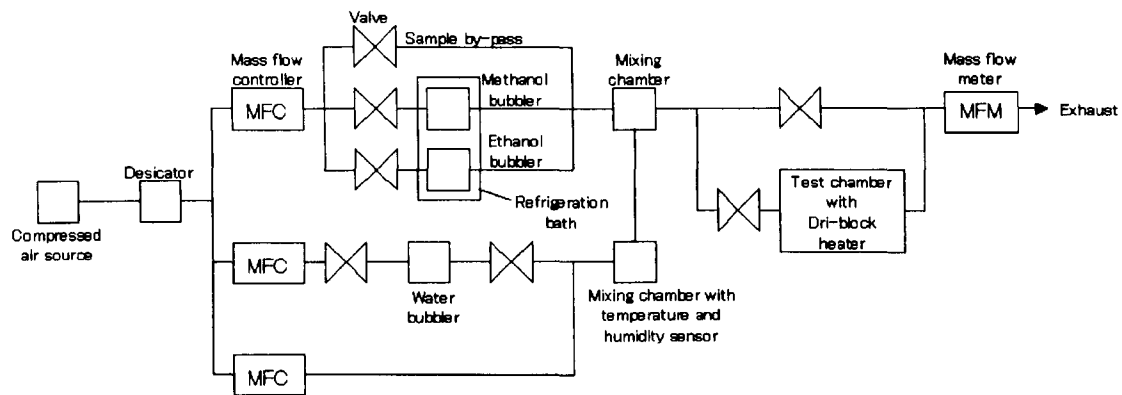 Valve
Sample by-pass
Mass flow
controller
MFC
Methanol
bubbler
Ethanol
bubbler
Refrigeration
bath
Mixing
chamber
Mass flow
meter
MFM
Exhaust
Desicator
Compressed
air source
Test chamber
with
Dri-block
heater
MFC
Water
bubbler
Mixing chamber with
temperature and
humidity sensor
MFC